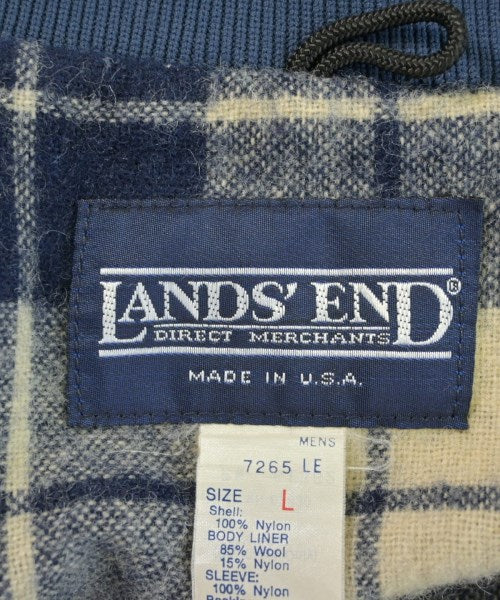 LANDS' END®
DIRECT MERCHANTS
MADE IN U.S.A.
MENS
7265 LE
SIZE L
Shell:
100% Nylon
BODY LINER
85% Wool
15% Nylon
SLEEVE:
100% Nylon